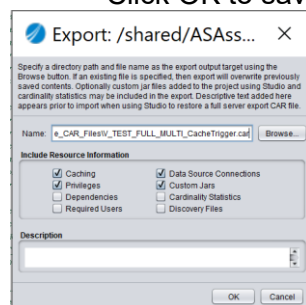 Click OK to sav
Export: /shared/ASAss...
Specify a directory path and file name as the export output target using the
Browse button. If an existing file is specified, then export will overwrite previously
saved contents. Optionally custom jar files added to the project using Studio and
cardinality statistics may be included in the export. Descriptive text added here
appears prior to import when using Studio to restore a full server export CAR file.
Name: e_CAR_Files\V_TEST_FULL_MULTI_CacheTrigger.car Browse...
Include Resource Information
Caching Data Source Connections
Privileges Custom Jars
Dependencies Cardinality Statistics
Required Users Discovery Files
Description
OK Cancel